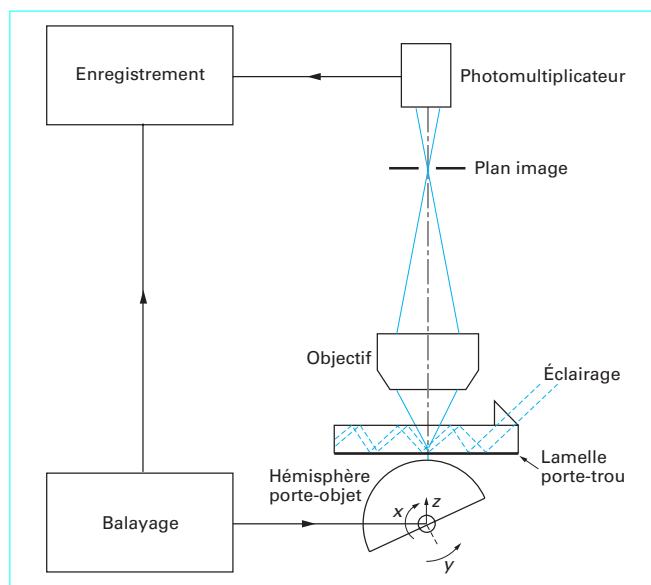 Enregistrement
Photomultiplicateur
Plan image
Objectif
Éclairage
Lamelle
porte-trou
Hémisphère
porte-objet
Balayage
x
z
y